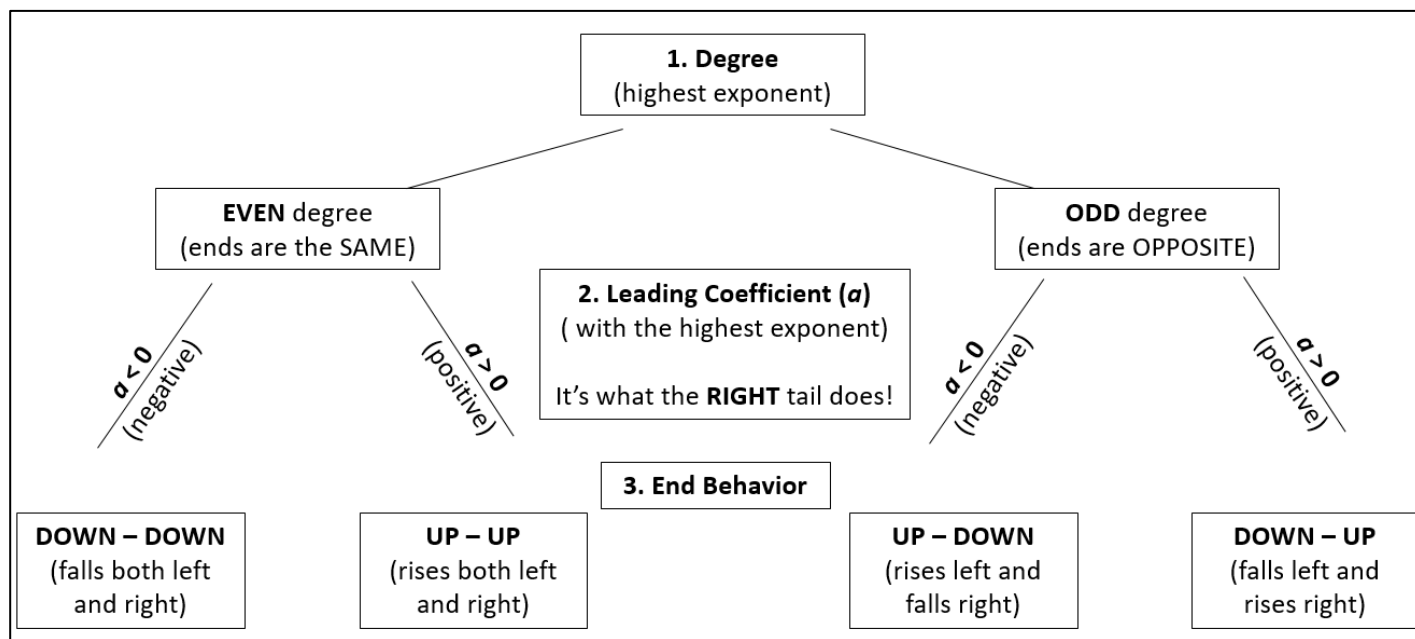 1. Degree
(highest exponent)
EVEN degree
(ends are the SAME)
ODD degree
(ends are OPPOSITE)
2. Leading Coefficient (a)
( with the highest exponent)
It’s what the RIGHT tail does!
a < 0
(negative)
a > 0
(positive)
a < 0
(negative)
a > 0
(positive)
3. End Behavior
DOWN – DOWN
(falls both left
and right)
UP – UP
(rises both left
and right)
UP – DOWN
(rises left and
falls right)
DOWN – UP
(falls left and
rises right)